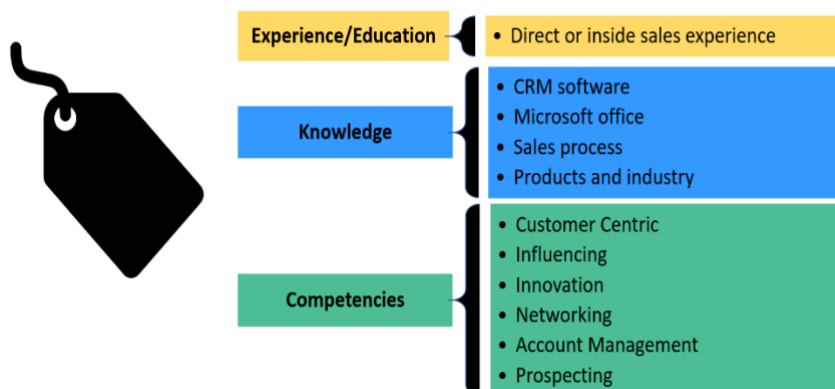 Experience/Education
• Direct or inside sales experience
Knowledge
• CRM software
• Microsoft office
• Sales process
• Products and industry
Competencies
• Customer Centric
• Influencing
• Innovation
• Networking
• Account Management
• Prospecting